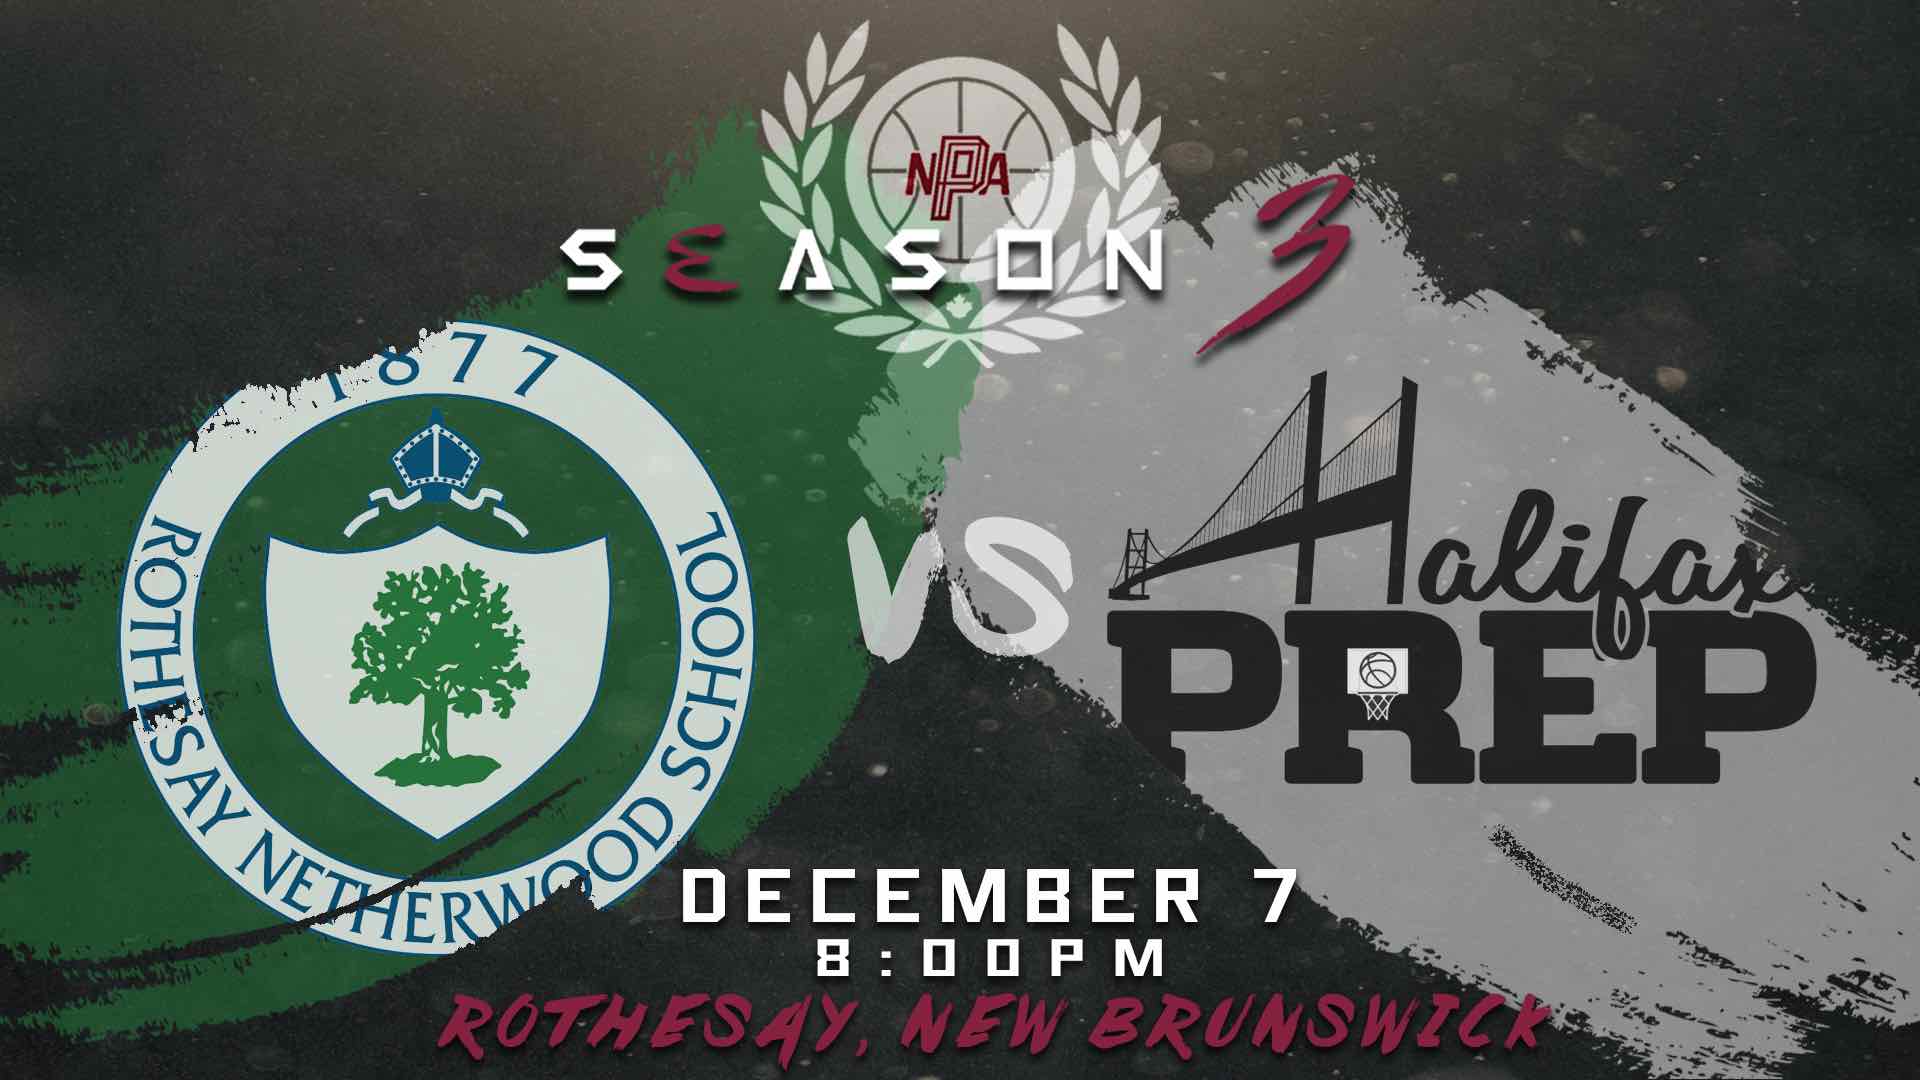 NPA
SEASON 3
1877
ROTHESAY NETHERWOOD SCHOOL
VS
Halifax
PREP
DECEMBER 7
8:00PM
ROTHESAY, NEW BRUNSWICK